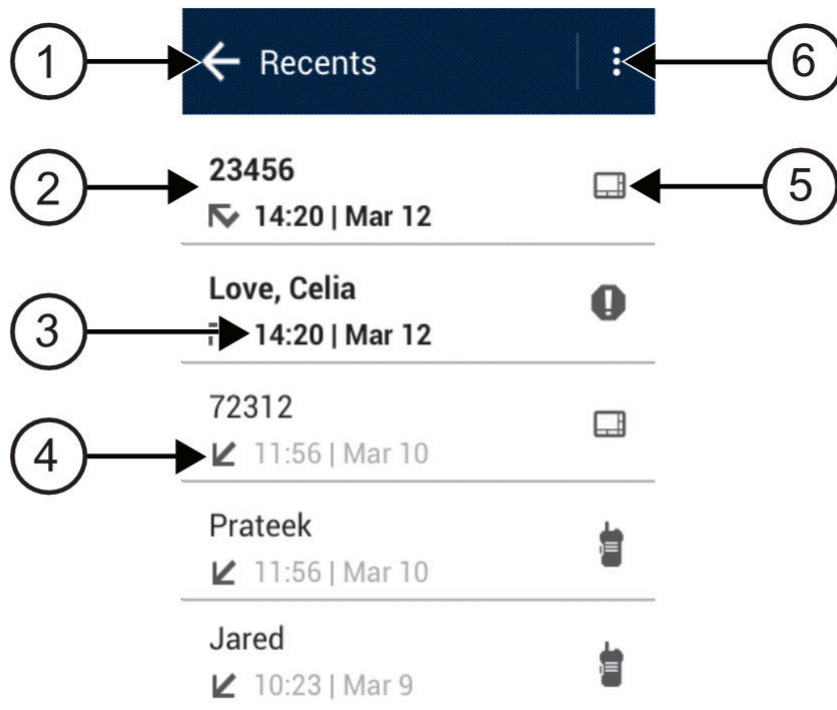 1
Recents
6
23456
2
5
14:20 | Mar 12
Love, Celia
3
14:20 | Mar 12
72312
4
11:56 | Mar 10
Prateek
11:56 | Mar 10
Jared
10:23 | Mar 9